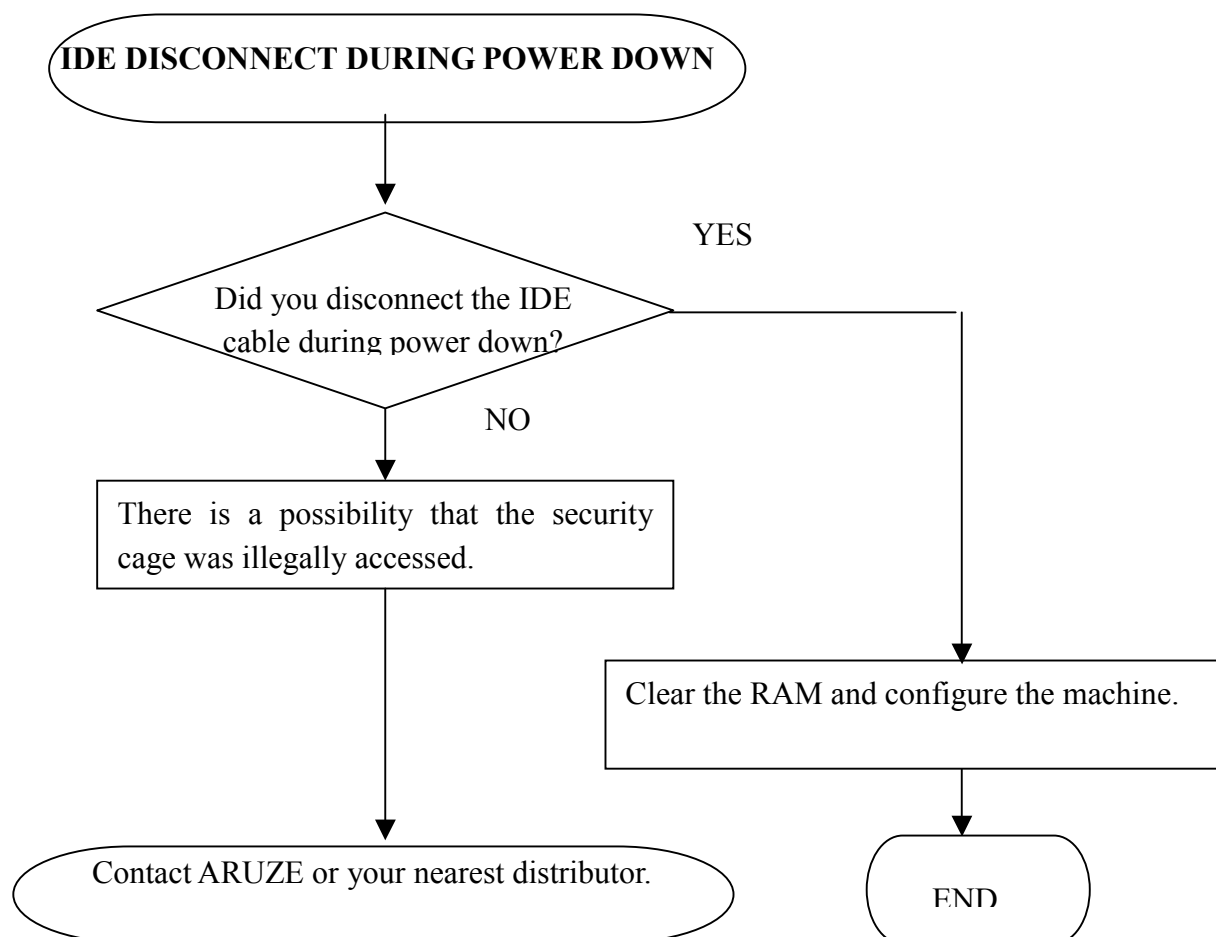 IDE DISCONNECT DURING POWER DOWN
YES
Did you disconnect the IDE
cable during power down?
NO
There is a possibility that the security
cage was illegally accessed.
Clear the RAM and configure the machine.
Contact ARUZE or your nearest distributor.
END